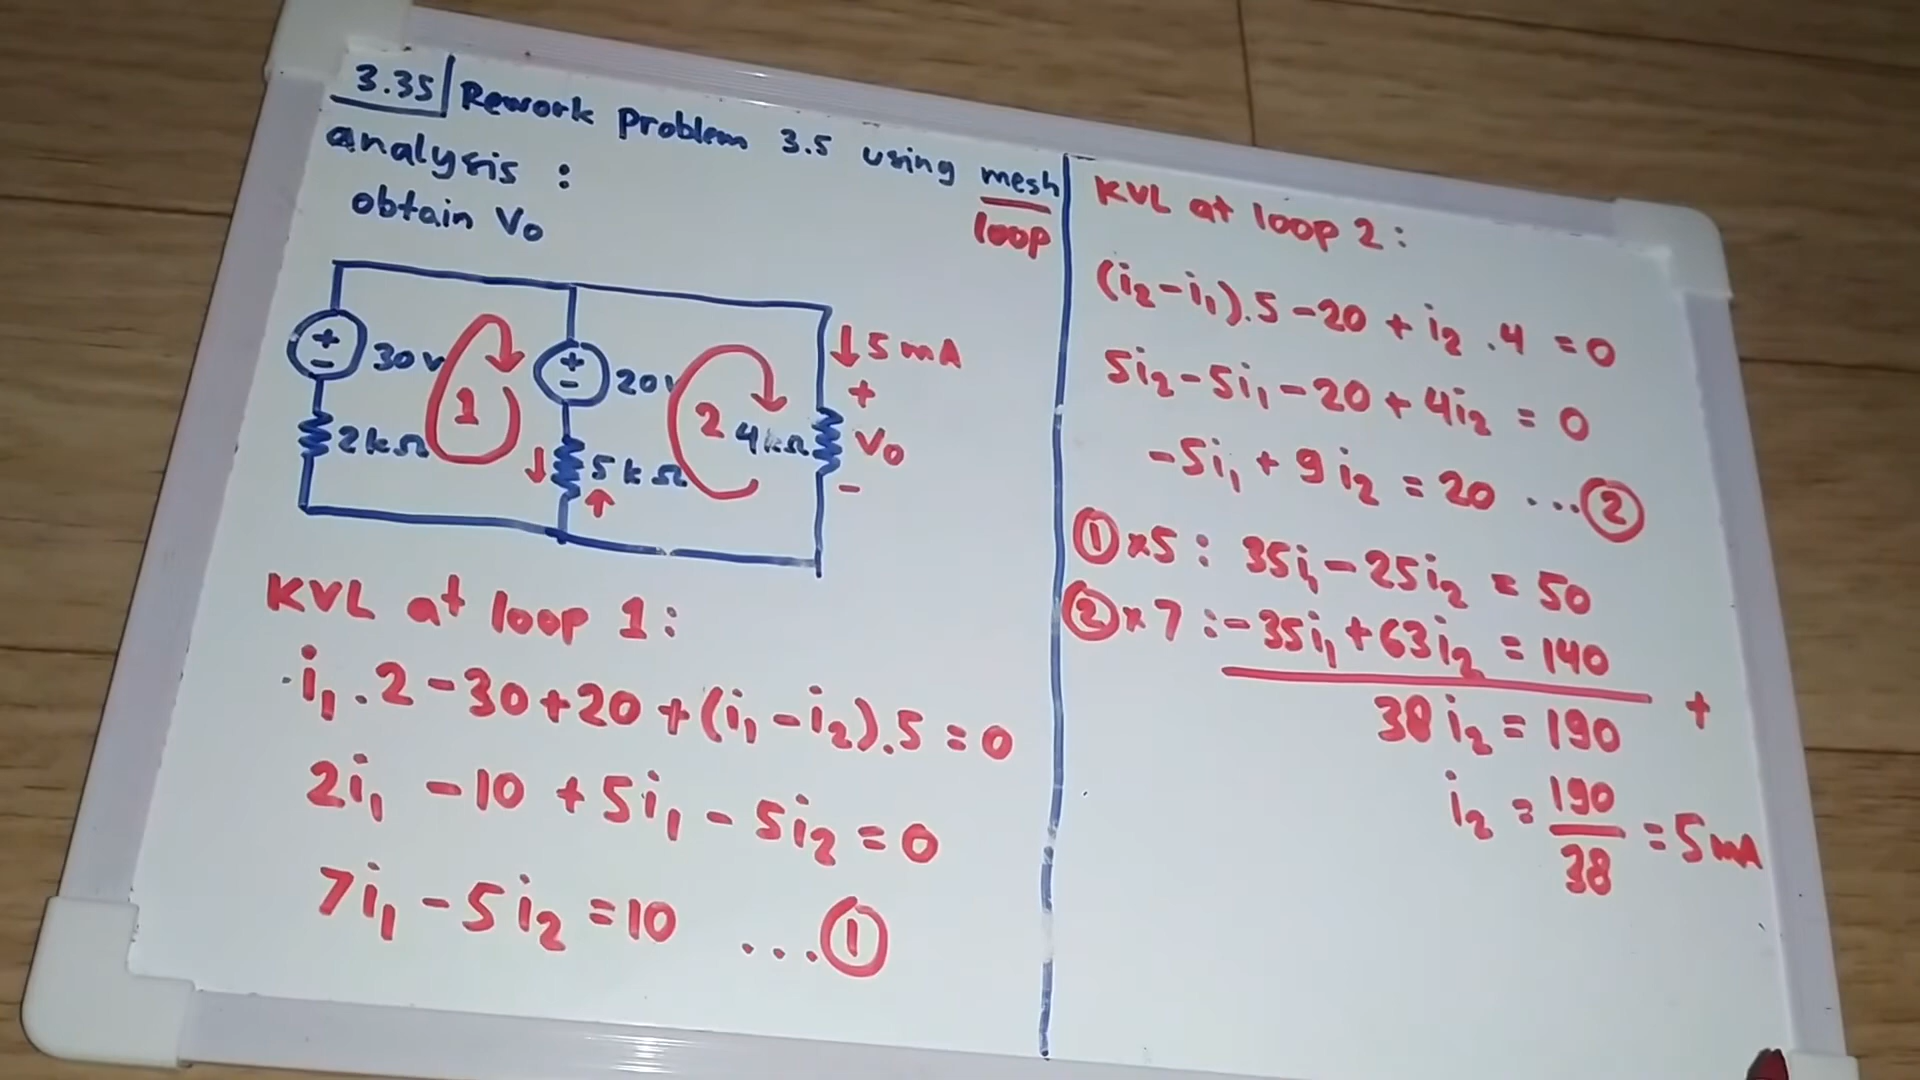 3.35 Rework Problem 3.5 using mesh
loop
analysis :
obtain Vo
30V
2kΩ
1
20V
5kΩ
2
4kΩ
5mA
+
Vo
-
KVL at loop 1:
i₁ . 2 - 30 + 20 + (i₁ - i₂) . 5 = 0
2i₁ - 10 + 5i₁ - 5i₂ = 0
7i₁ - 5i₂ = 10 ... ①
KVL at loop 2 :
(i₂ - i₁) . 5 - 20 + i₂ . 4 = 0
5i₂ - 5i₁ - 20 + 4i₂ = 0
-5i₁ + 9i₂ = 20 ... ②
① × 5 : 35i₁ - 25i₂ = 50
② × 7 : -35i₁ + 63i₂ = 140
+
38i₂ = 190
i₂ = 190/38 = 5mA